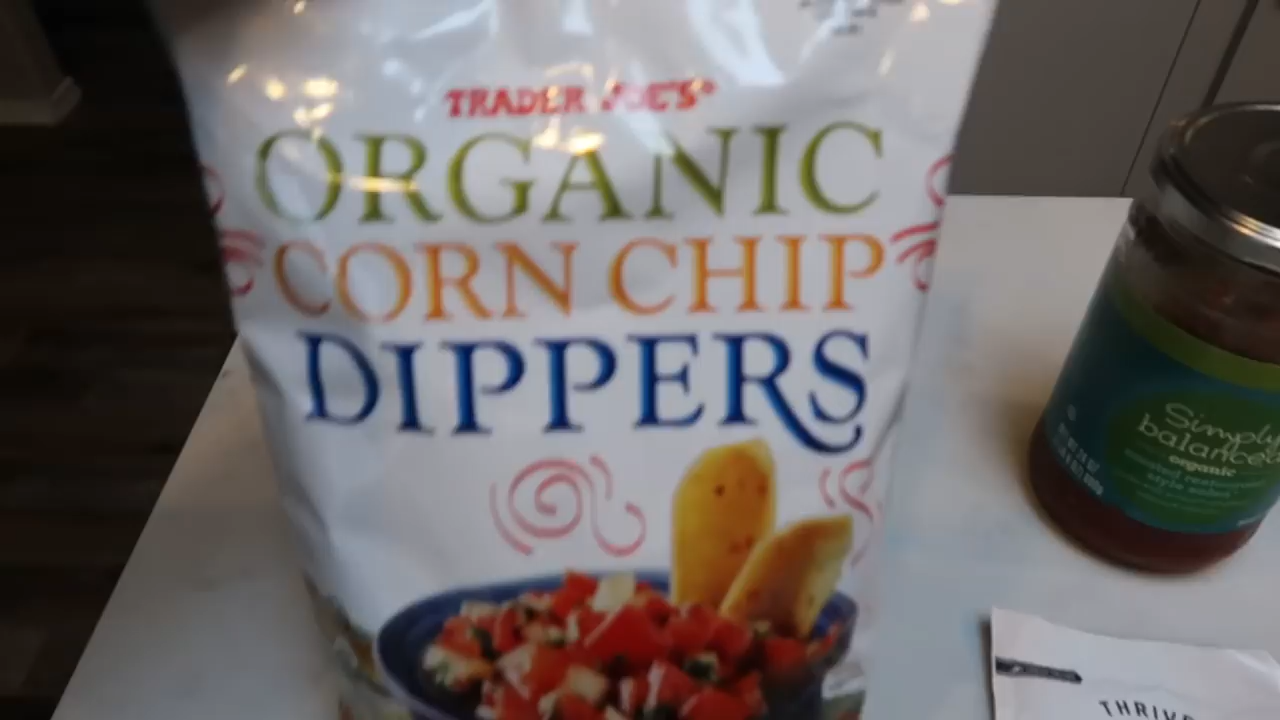 TRADER JOE'S
ORGANIC
CORN CHIP
DIPPERS
Simply
balanced
organic
THRIVE